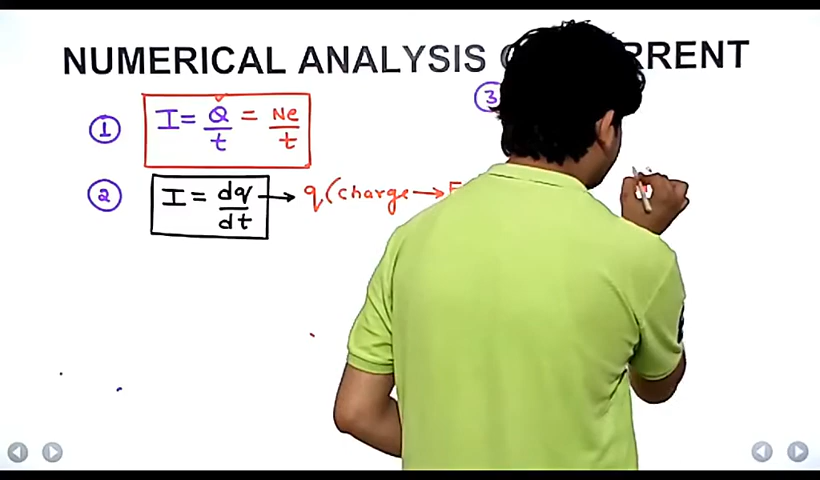 NUMERICAL ANALYSIS RRENT
① I = Q/t = Ne/t
② I = dq/dt → q (charge →
③